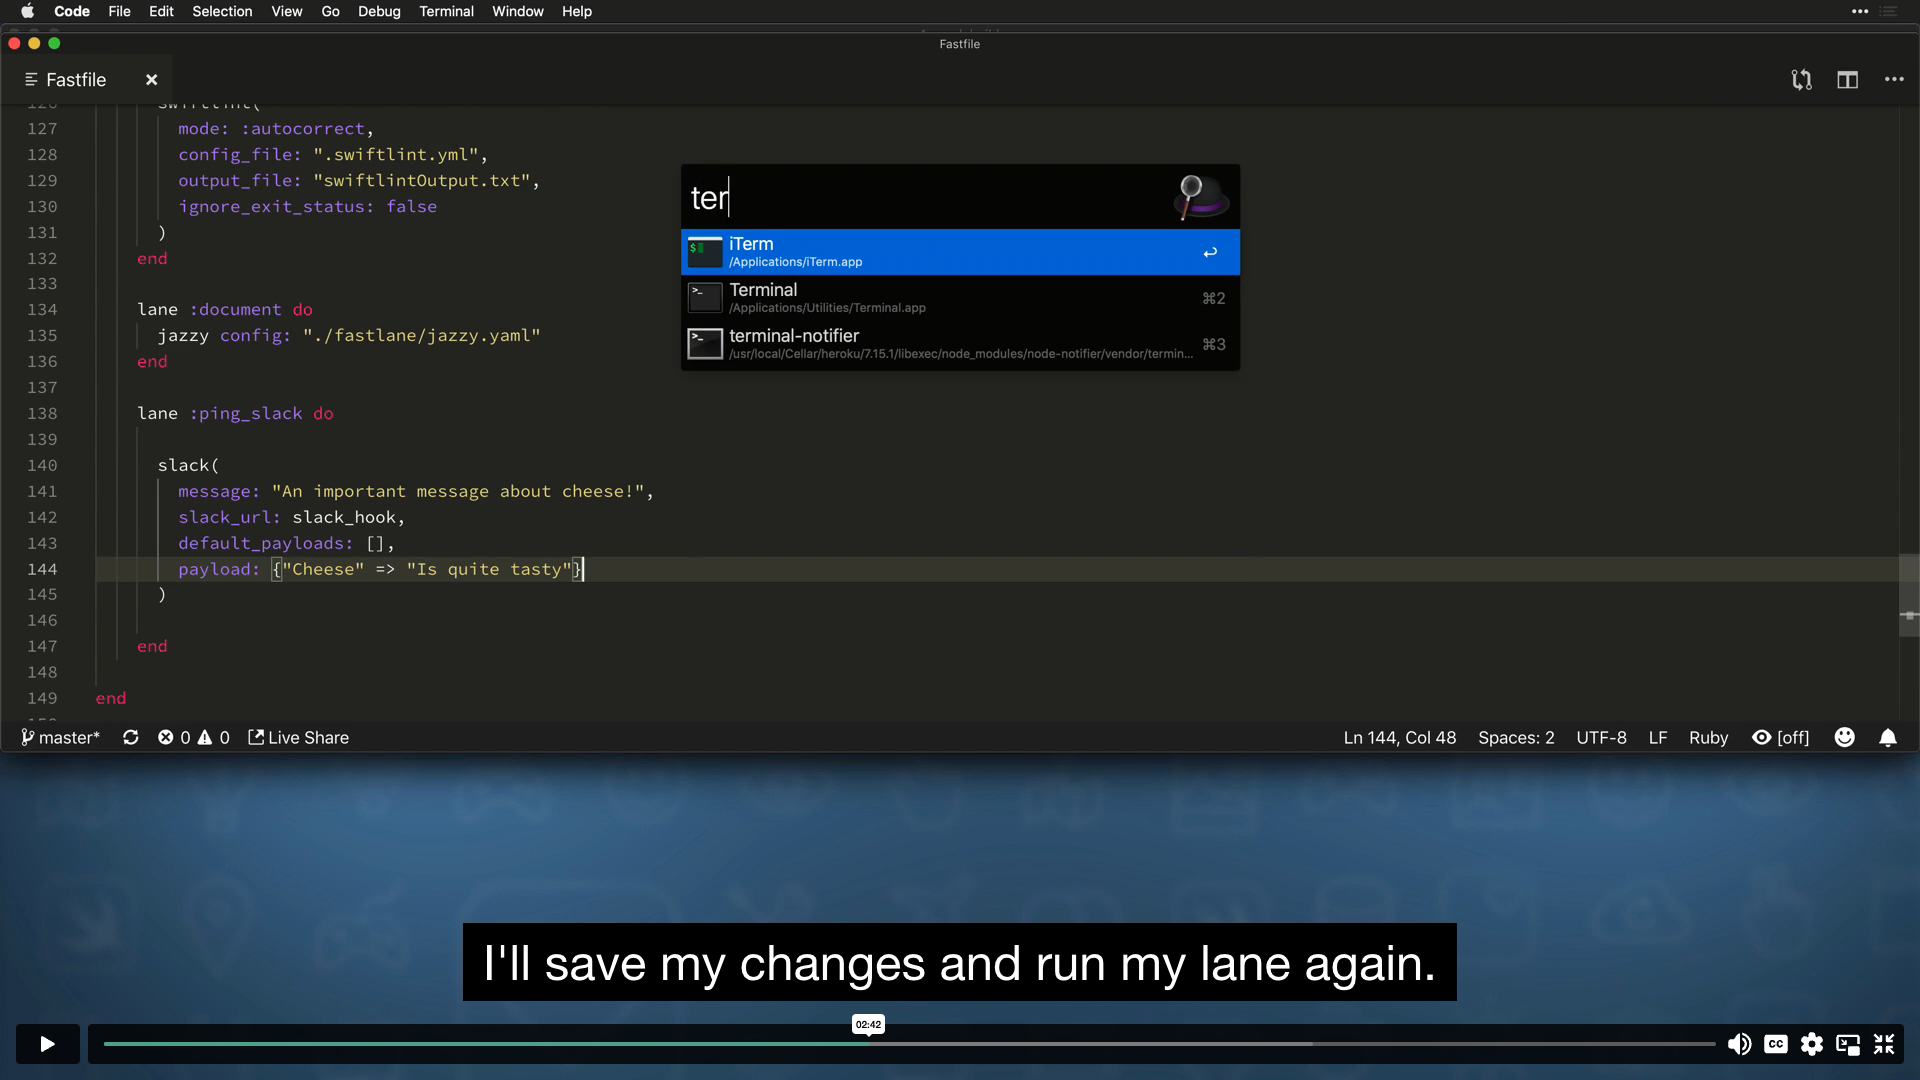 Code File Edit Selection View Go Debug Terminal Window Help
Fastfile
Fastfile
127 mode: :autocorrect,
128 config_file: ".swiftlint.yml",
129 output_file: "swiftlintOutput.txt",
130 ignore_exit_status: false
131 )
132 end
133
134 lane :document do
135 jazzy config: "./fastlane/jazzy.yaml"
136 end
137
138 lane :ping_slack do
139
140 slack(
141 message: "An important message about cheese!",
142 slack_url: slack_hook,
143 default_payloads: [],
144 payload: {"Cheese" => "Is quite tasty"}
145 )
146
147 end
148
149 end
ter
iTerm
/Applications/iTerm.app
Terminal
/Applications/Utilities/Terminal.app
⌘2
terminal-notifier
/usr/local/Cellar/heroku/7.15.1/libexec/node_modules/node-notifier/vendor/termin...
⌘3
master* 0 0 Live Share Ln 144, Col 48 Spaces: 2 UTF-8 LF Ruby [off]
I'll save my changes and run my lane again.
02:42
CC